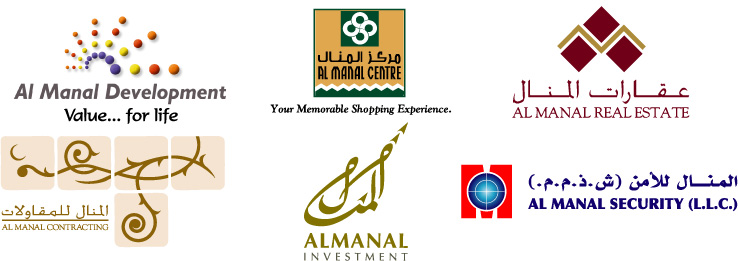 Al Manal Development
Value... for life
مركز المنال
AL MANAL CENTRE
Your Memorable Shopping Experience.
عقارات المنال
AL MANAL REAL ESTATE
المنال للمقاولات
AL MANAL CONTRACTING
المنال
ALMANAL
INVESTMENT
المنال للأمن (ش.ذ.م.م.)
AL MANAL SECURITY (L.L.C.)